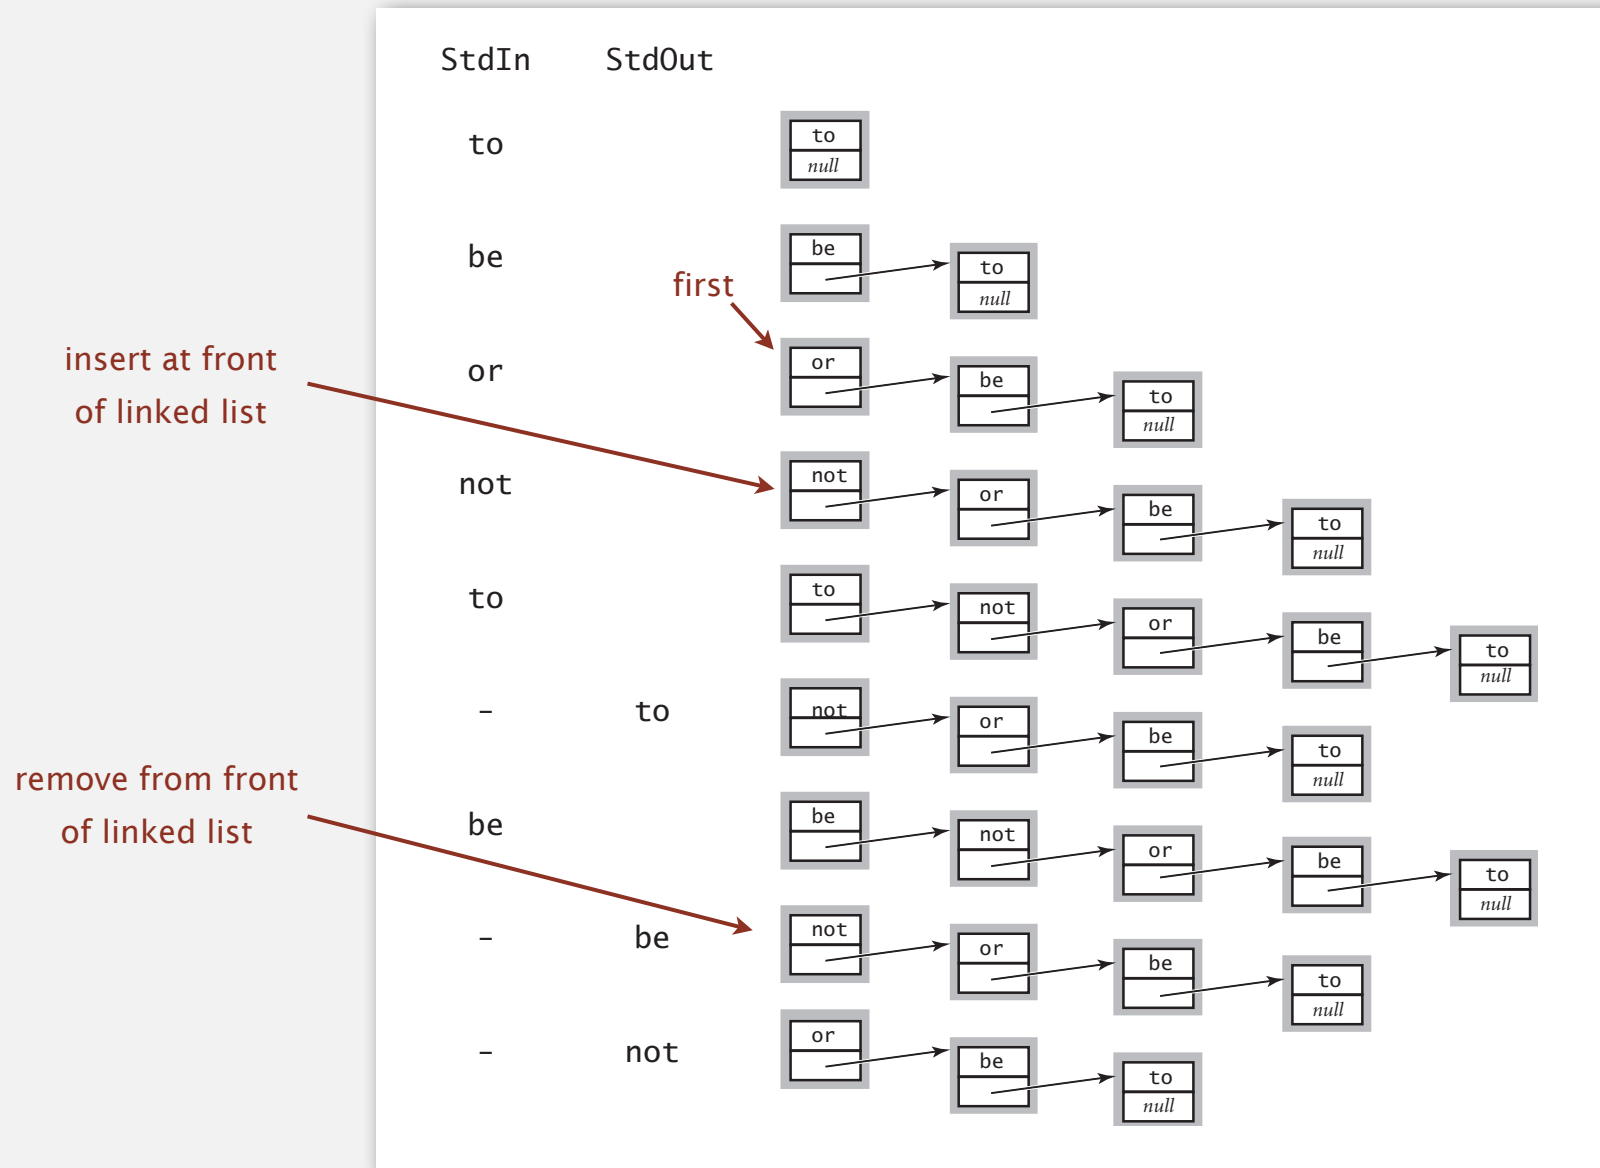 StdIn StdOut
to
to
null
be
be
to
null
first
insert at front
of linked list
or
or
be
to
null
not
not
or
be
to
null
to
to
not
or
be
to
null
- to
not
or
be
to
null
remove from front
of linked list
be
be
not
or
be
to
null
- be
not
or
be
to
null
- not
or
be
to
null